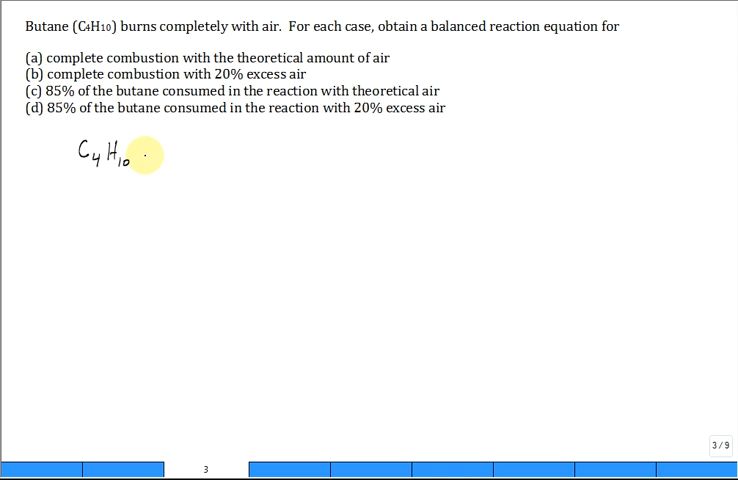 Butane (C4H10) burns completely with air.  For each case, obtain a balanced reaction equation for
(a) complete combustion with the theoretical amount of air
(b) complete combustion with 20% excess air
(c) 85% of the butane consumed in the reaction with theoretical air
(d) 85% of the butane consumed in the reaction with 20% excess air
C4H10
3/9
3